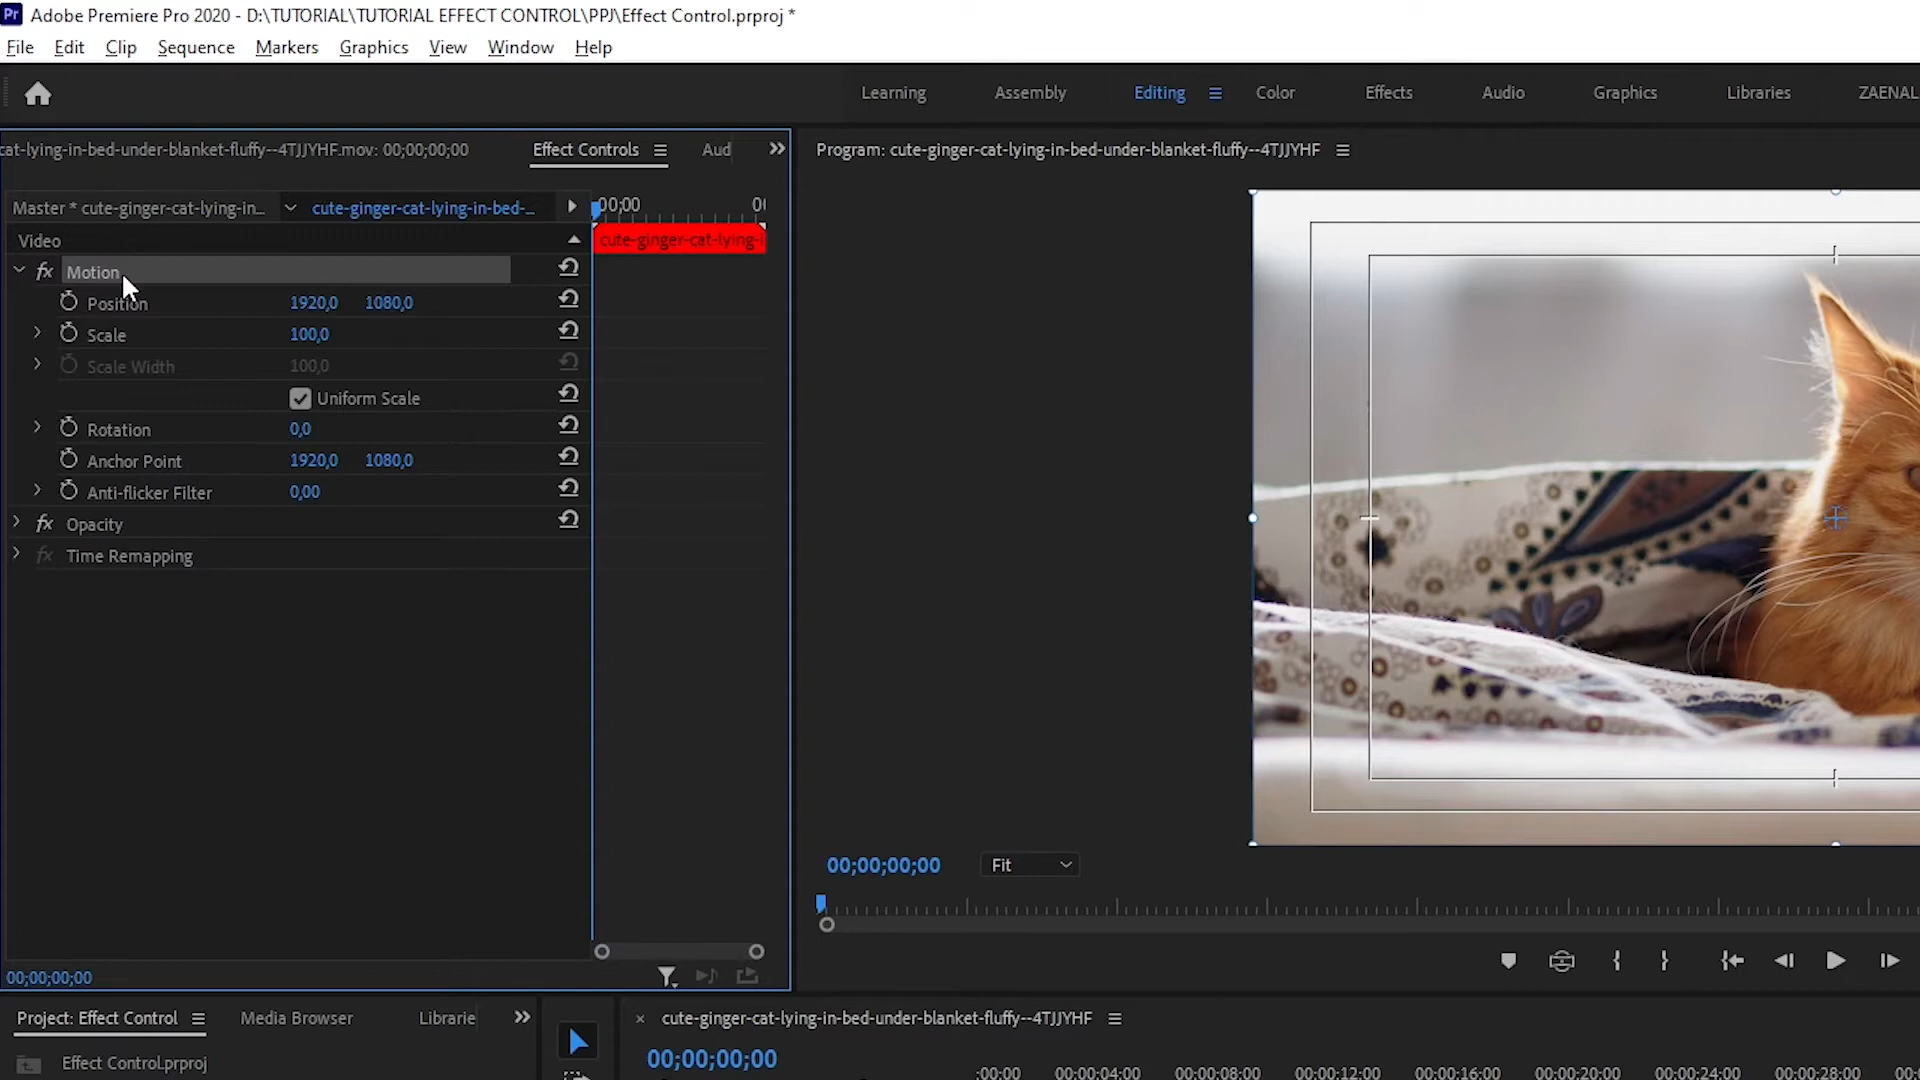 Pr Adobe Premiere Pro 2020 - D:\TUTORIAL\TUTORIAL EFFECT CONTROL\PPJ\Effect Control.prproj *
File Edit Clip Sequence Markers Graphics View Window Help
Learning Assembly Editing Color Effects Audio Graphics Libraries ZAENAL
cat-lying-in-bed-under-blanket-fluffy--4TJJYHF.mov: 00;00;00;00 Effect Controls Aud Program: cute-ginger-cat-lying-in-bed-under-blanket-fluffy--4TJJYHF
Master * cute-ginger-cat-lying-in... cute-ginger-cat-lying-in-bed-... 00;00 00
Video cute-ginger-cat-lying-i
fx Motion
Position 1920,0 1080,0
Scale 100,0
Scale Width 100,0
Uniform Scale
Rotation 0,0
Anchor Point 1920,0 1080,0
Anti-flicker Filter 0,00
fx Opacity
fx Time Remapping
00;00;00;00 Fit
00;00;00;00
Project: Effect Control Media Browser Librarie × cute-ginger-cat-lying-in-bed-under-blanket-fluffy--4TJJYHF
Effect Control.prproj 00;00;00;00
;00:00 00:00:04:00 00:00:08:00 00:00:12:00 00:00:16:00 00:00:20:00 00:00:24:00 00:00:28:00